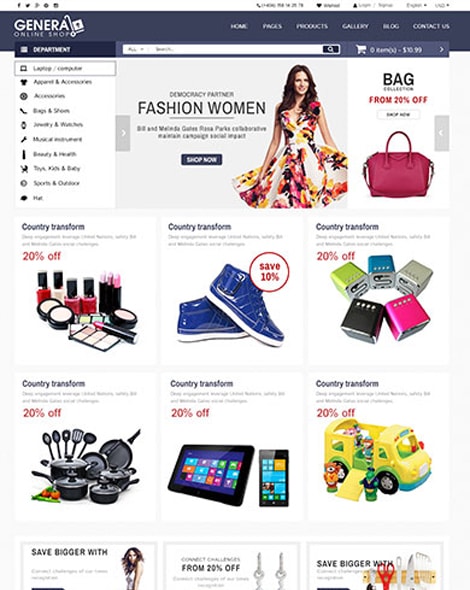 Wishlist
Login / Join
English
USD
GENERAL
ONLINE SHOP
HOME PAGES PRODUCTS GALLERY BLOG CONTACT US
DEPARTMENT
All
Search
0 item(s) - $10.99
Laptop / computer
Apparel & Accessories
Accessories
Bags & Shoes
Jewelry & Watches
Musical instrument
Beauty & Health
Toys, Kids & Baby
Sports & Outdoor
Hat
DEMOCRACY PARTNER
FASHION WOMEN
Bill and Melinda Gates Rosa Parks collaborative
maintain campaign social impact
SHOP NOW
BAG
COLLECTION
FROM 20% OFF
SHOP NOW
Country transform
Deep engagement leverage United Nations, safety Bill
and Melinda Gates social challenges.
20% off
Country transform
Deep engagement leverage United Nations, safety Bill
and Melinda Gates social challenges.
save
10%
Country transform
Deep engagement leverage United Nations, safety Bill
and Melinda Gates social challenges.
20% off
Country transform
Deep engagement leverage United Nations, safety Bill
and Melinda Gates social challenges.
20% off
Country transform
Deep engagement leverage United Nations, safety Bill
and Melinda Gates social challenges.
20% off
Country transform
Deep engagement leverage United Nations, safety Bill
and Melinda Gates social challenges.
20% off
SAVE BIGGER WITH
Connect challenges of our times
recognition
CONNECT CHALLENGES
FROM 20% OFF
Connect challenges of our times
recognition
SAVE BIGGER WITH
Connect challenges of our
recognition